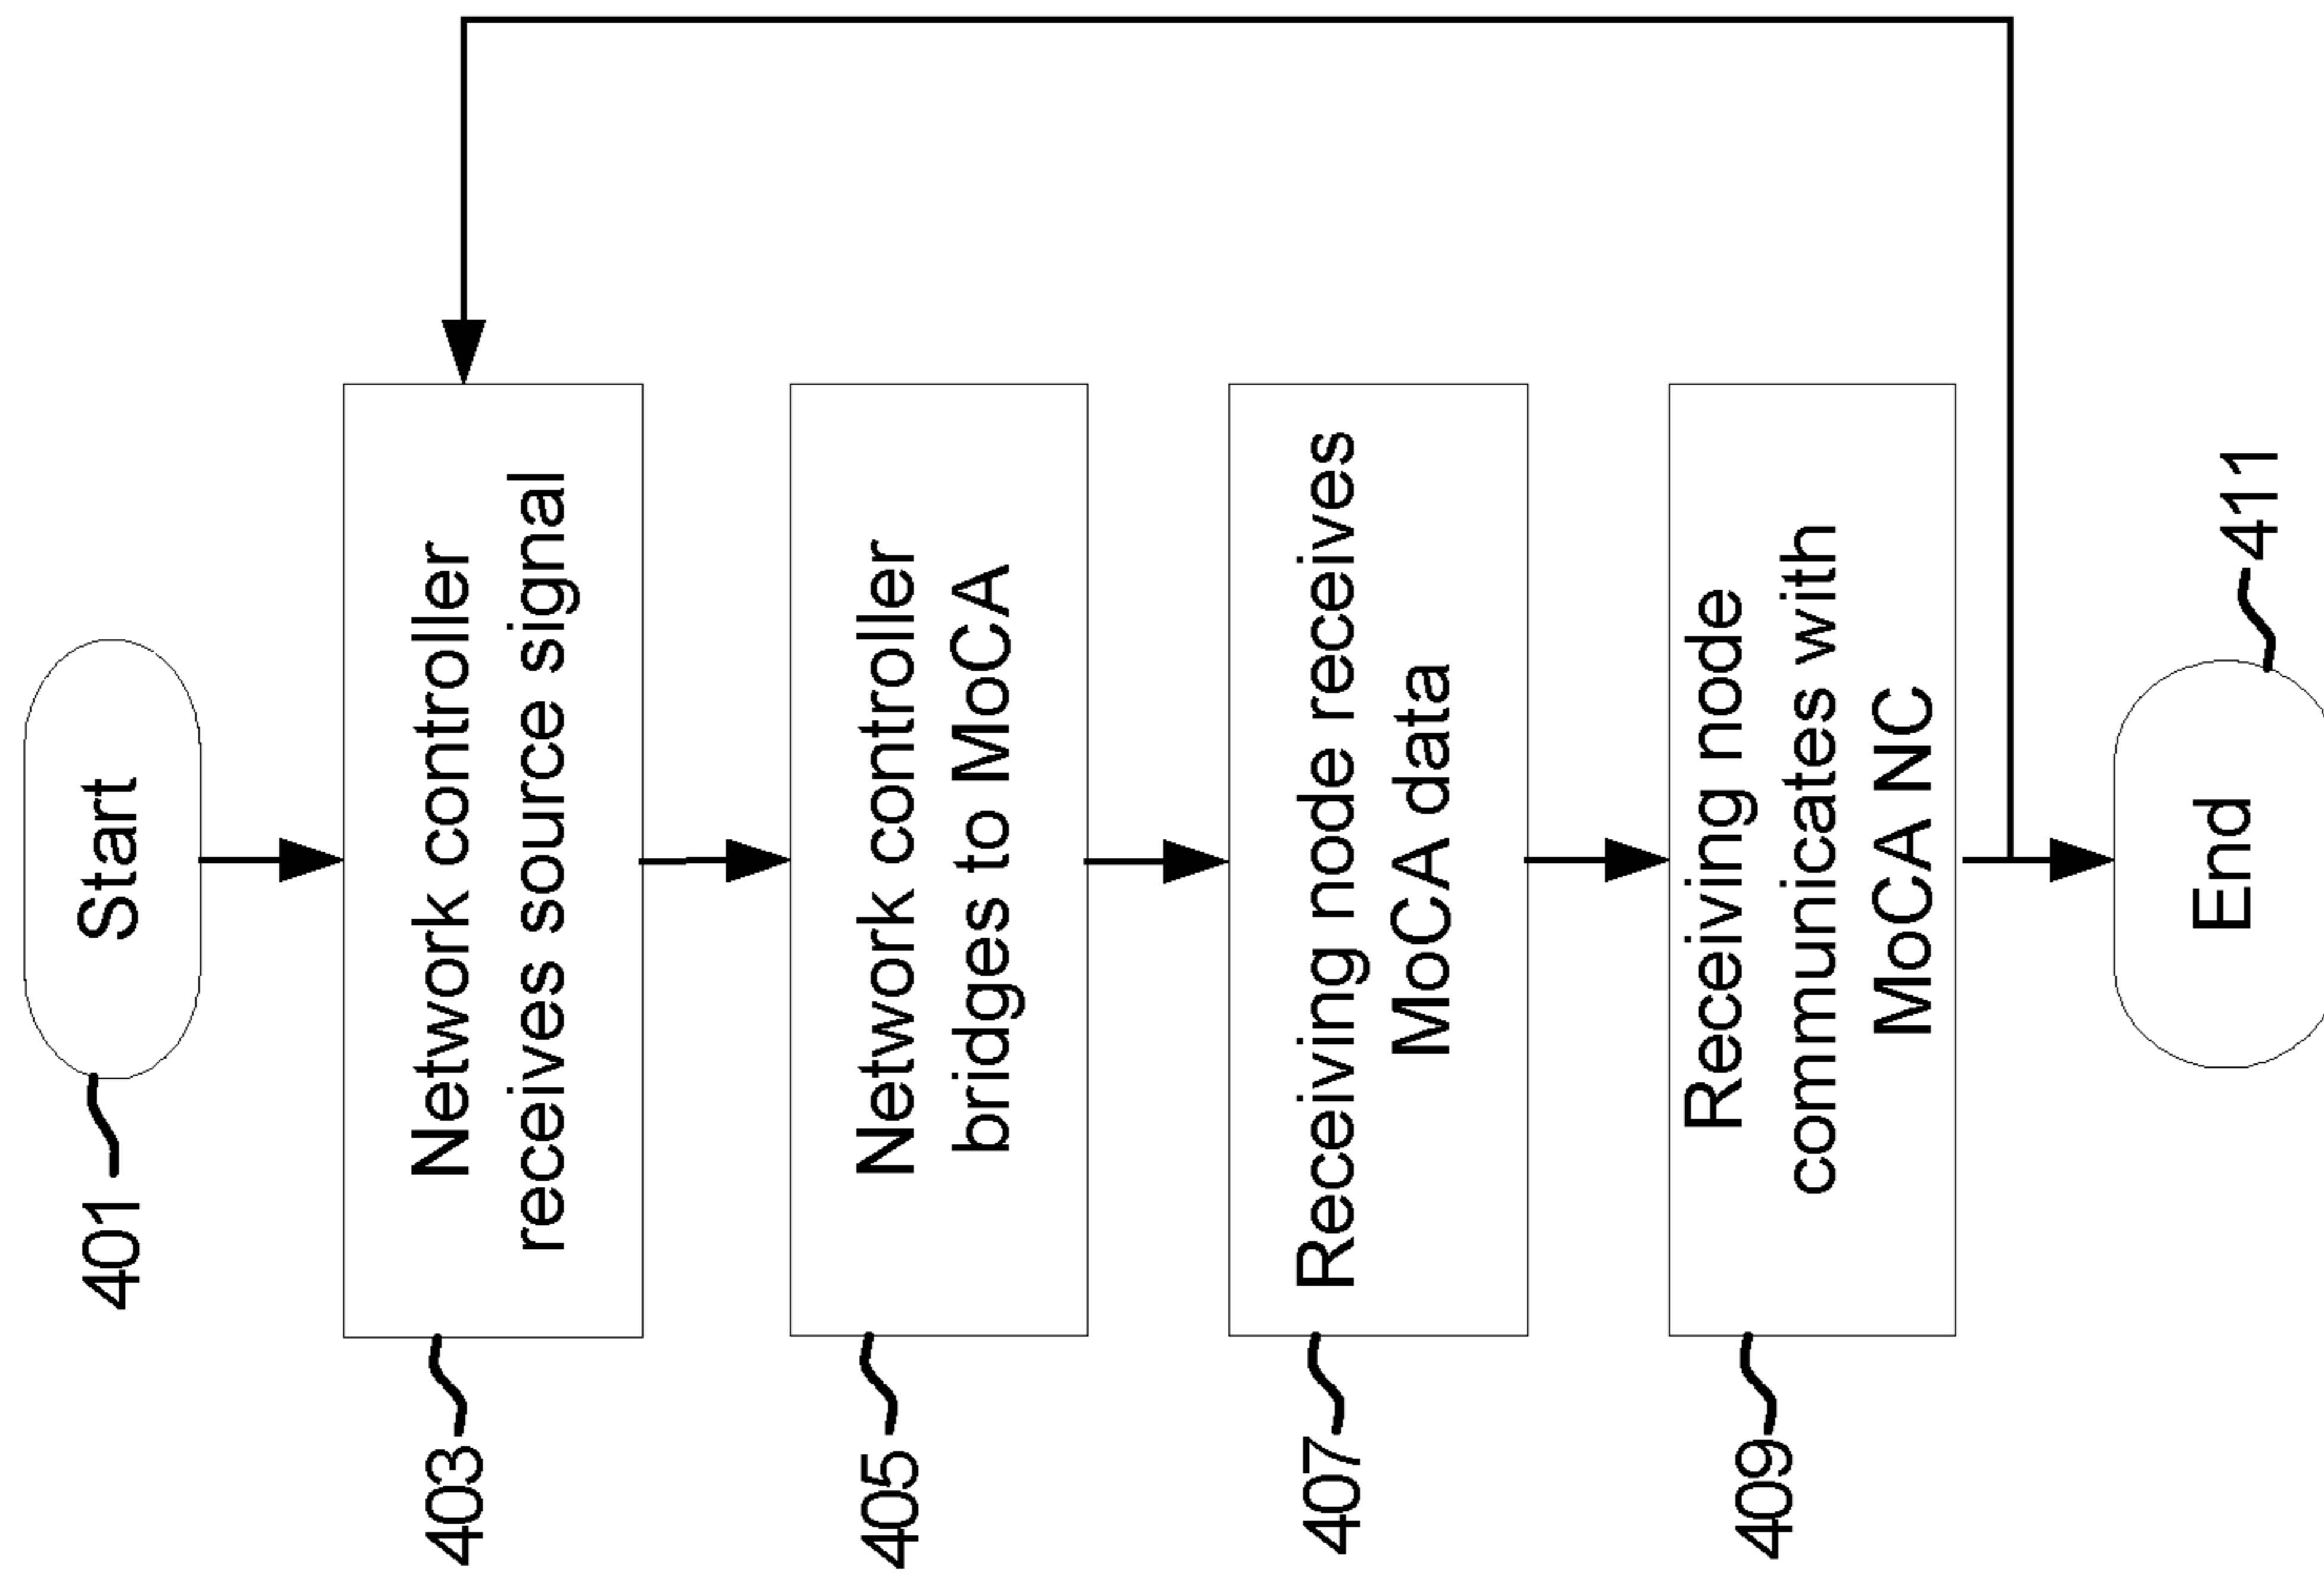 401
Start
403
Network controller
receives source signal
405
Network controller
bridges to MoCA
407
Receiving node receives
MoCA data
409
Receiving node
communicates with
MoCA NC
End
411